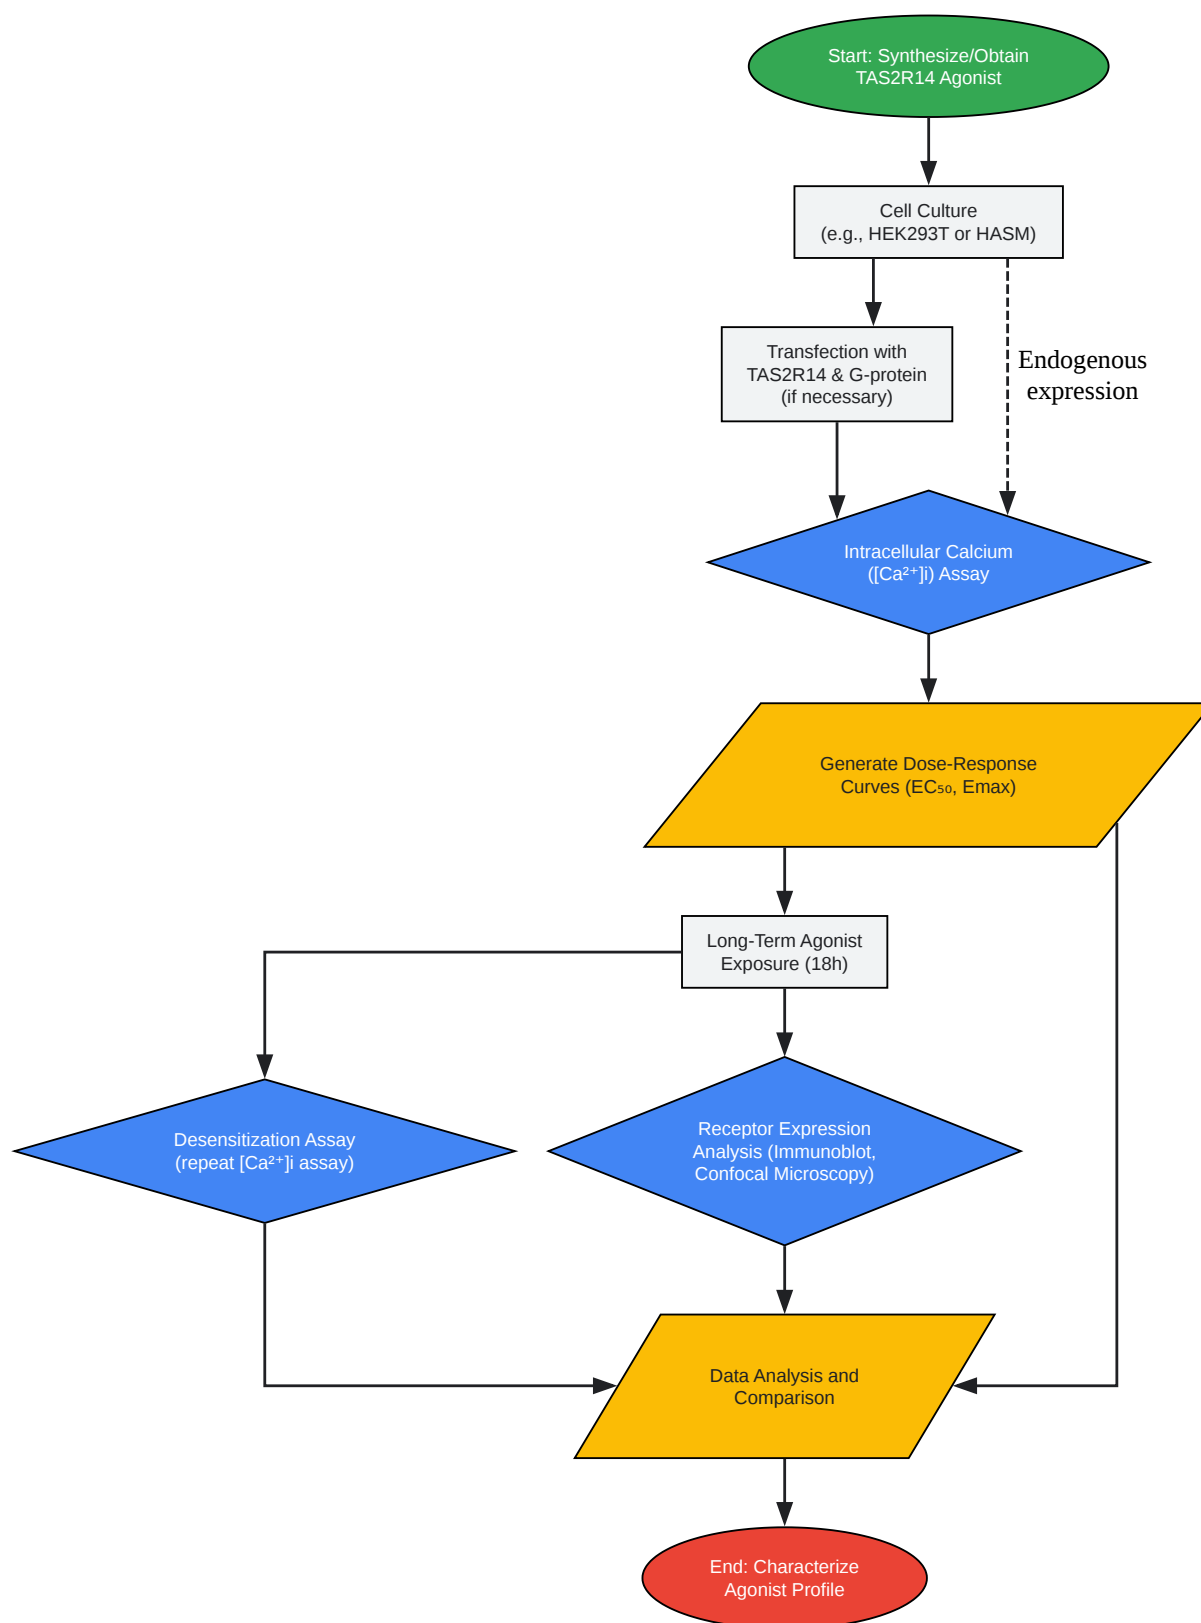 Start: Synthesize/Obtain
TAS2R14 Agonist
Cell Culture
(e.g., HEK293T or HASM)
Transfection with
TAS2R14 & G-protein
(if necessary)
Endogenous
expression
Intracellular Calcium
([Ca²⁺]i) Assay
Generate Dose-Response
Curves (EC₅₀, Emax)
Long-Term Agonist
Exposure (18h)
Desensitization Assay
(repeat [Ca²⁺]i assay)
Receptor Expression
Analysis (Immunoblot,
Confocal Microscopy)
Data Analysis and
Comparison
End: Characterize
Agonist Profile